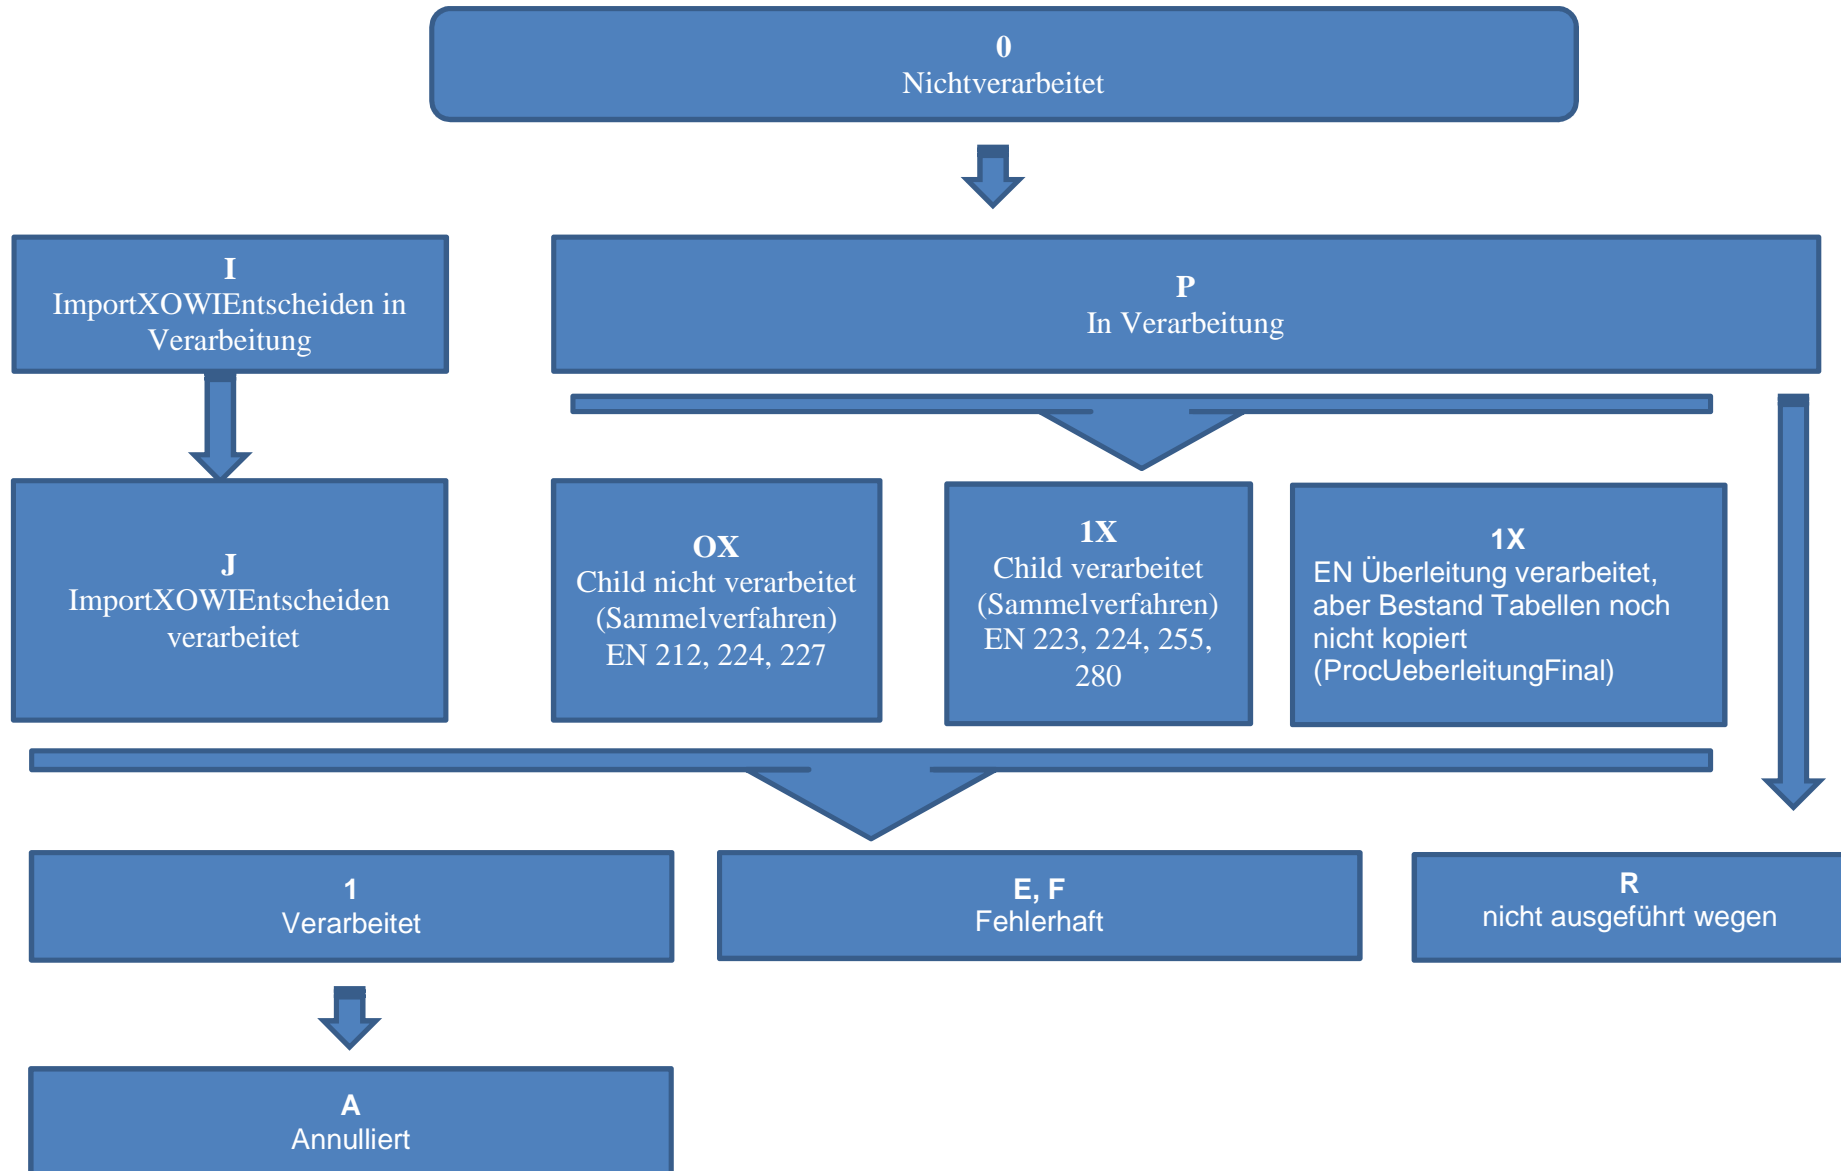 0
Nichtverarbeitet
I
ImportXOWIEntscheiden in
Verarbeitung
P
In Verarbeitung
J
ImportXOWIEntscheiden
verarbeitet
OX
Child nicht verarbeitet
(Sammelverfahren)
EN 212, 224, 227
1X
Child verarbeitet
(Sammelverfahren)
EN 223, 224, 255,
280
1X
EN Überleitung verarbeitet,
aber Bestand Tabellen noch
nicht kopiert
(ProcUeberleitungFinal)
1
Verarbeitet
E, F
Fehlerhaft
R
nicht ausgeführt wegen
A
Annulliert